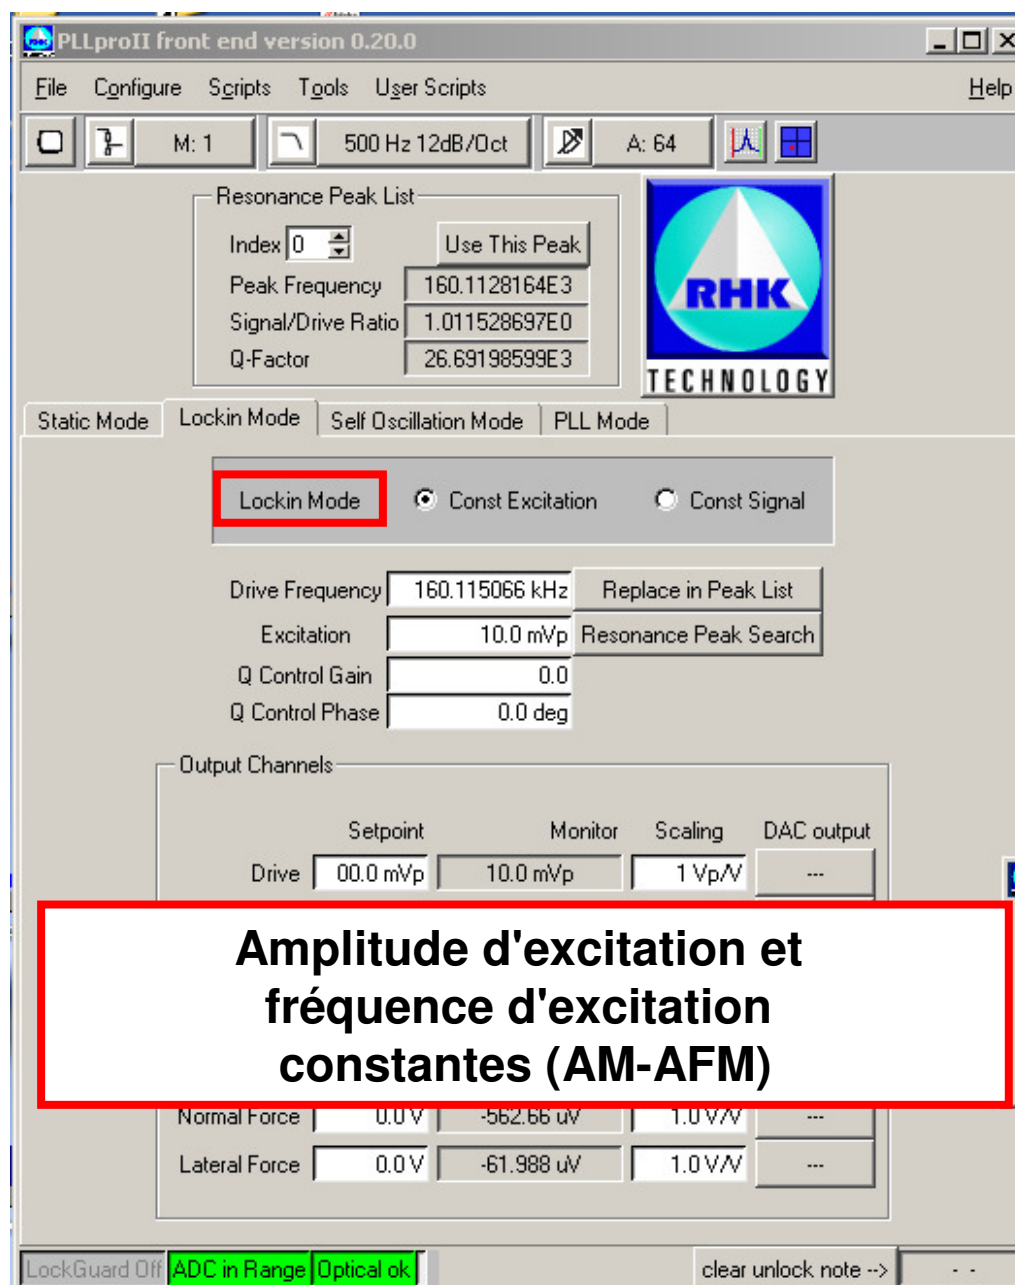 PLLproII front end version 0.20.0
File Configure Scripts Tools User Scripts Help
M: 1 500 Hz 12dB/Oct A: 64
Resonance Peak List
Index 0 Use This Peak
Peak Frequency 160.1128164E3
Signal/Drive Ratio 1.011528697E0
Q-Factor 26.69198599E3
RHK
TECHNOLOGY
Static Mode Lockin Mode Self Oscillation Mode PLL Mode
Lockin Mode Const Excitation Const Signal
Drive Frequency 160.115066 kHz Replace in Peak List
Excitation 10.0 mVp Resonance Peak Search
Q Control Gain 0.0
Q Control Phase 0.0 deg
Output Channels
Setpoint Monitor Scaling DAC output
Drive 00.0 mVp 10.0 mVp 1 Vp/V ---
Amplitude d'excitation et
fréquence d'excitation
constantes (AM-AFM)
Normal Force 0.0 V -562.66 uV 1.0 V/V ---
Lateral Force 0.0 V -61.988 uV 1.0 V/V ---
LockGuard Off ADC in Range Optical ok clear unlock note --> - -